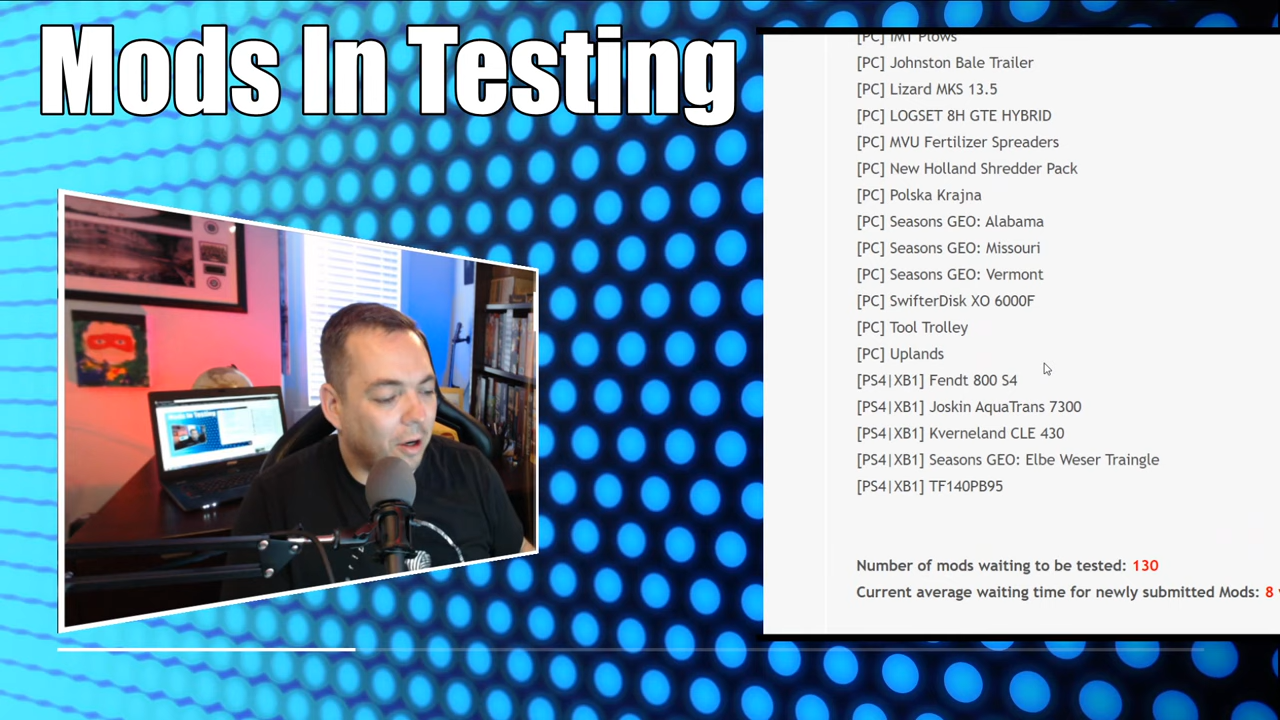 Mods In Testing
[PC] IMT Plows
[PC] Johnston Bale Trailer
[PC] Lizard MKS 13.5
[PC] LOGSET 8H GTE HYBRID
[PC] MVU Fertilizer Spreaders
[PC] New Holland Shredder Pack
[PC] Polska Krajna
[PC] Seasons GEO: Alabama
[PC] Seasons GEO: Missouri
[PC] Seasons GEO: Vermont
[PC] SwifterDisk XO 6000F
[PC] Tool Trolley
[PC] Uplands
[PS4|XB1] Fendt 800 S4
[PS4|XB1] Joskin AquaTrans 7300
[PS4|XB1] Kverneland CLE 430
[PS4|XB1] Seasons GEO: Elbe Weser Traingle
[PS4|XB1] TF140PB95
Number of mods waiting to be tested: 130
Current average waiting time for newly submitted Mods: 8